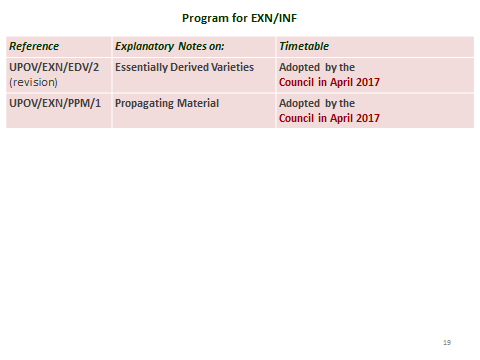 Program for EXN/INF
Reference Explanatory Notes on: Timetable
UPOV/EXN/EDV/2 Essentially Derived Varieties Adopted by the
(revision) Council in April 2017
UPOV/EXN/PPM/1 Propagating Material Adopted by the
Council in April 2017
19